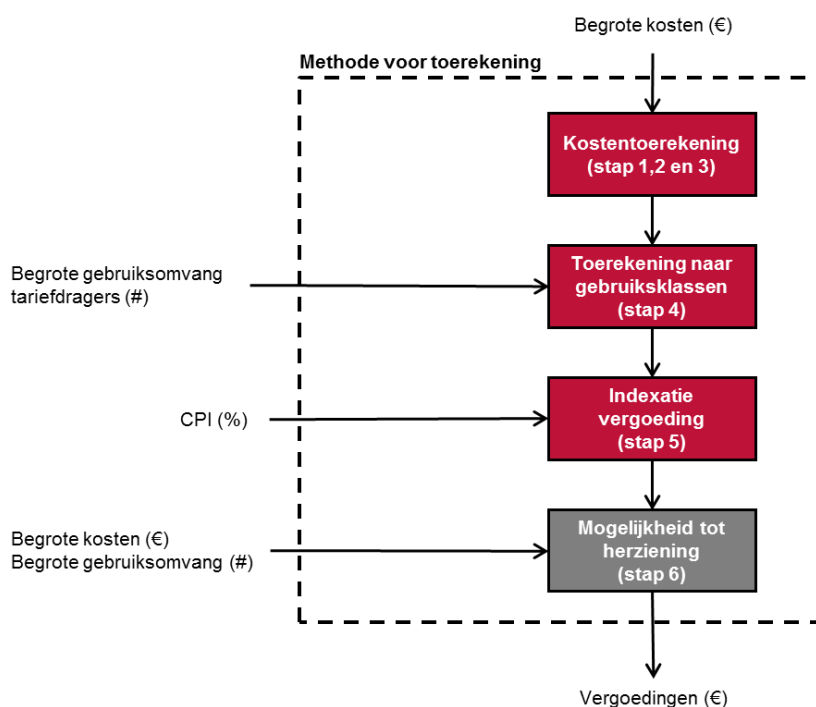 Begrote kosten (€)
Methode voor toerekening
Kostentoerekening
(stap 1,2 en 3)
Begrote gebruiksomvang
tariefdragers (#)
Toerekening naar
gebruiksklassen
(stap 4)
CPI (%)
Indexatie
vergoeding
(stap 5)
Begrote kosten (€)
Begrote gebruiksomvang (#)
Mogelijkheid tot
herziening
(stap 6)
Vergoedingen (€)